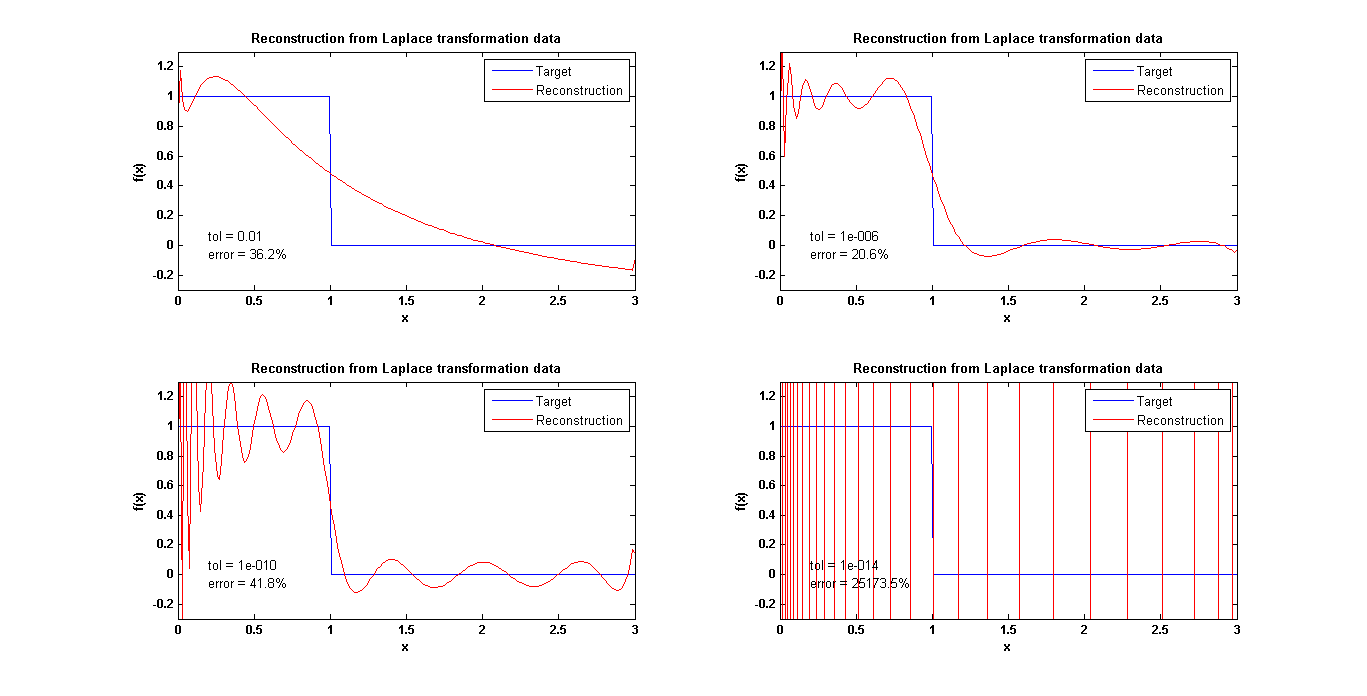 Reconstruction from Laplace transformation data
1.2
1
0.8
0.6
0.4
0.2
0
-0.2
f(x)
Target
Reconstruction
tol = 0.01
error = 36.2%
0 0.5 1 1.5 2 2.5 3
x
Reconstruction from Laplace transformation data
1.2
1
0.8
0.6
0.4
0.2
0
-0.2
f(x)
Target
Reconstruction
tol = 1e-006
error = 20.6%
0 0.5 1 1.5 2 2.5 3
x
Reconstruction from Laplace transformation data
1.2
1
0.8
0.6
0.4
0.2
0
-0.2
f(x)
Target
Reconstruction
tol = 1e-010
error = 41.8%
0 0.5 1 1.5 2 2.5 3
x
Reconstruction from Laplace transformation data
1.2
1
0.8
0.6
0.4
0.2
0
-0.2
f(x)
Target
Reconstruction
tol = 1e-014
error = 25173.5%
0 0.5 1 1.5 2 2.5 3
x